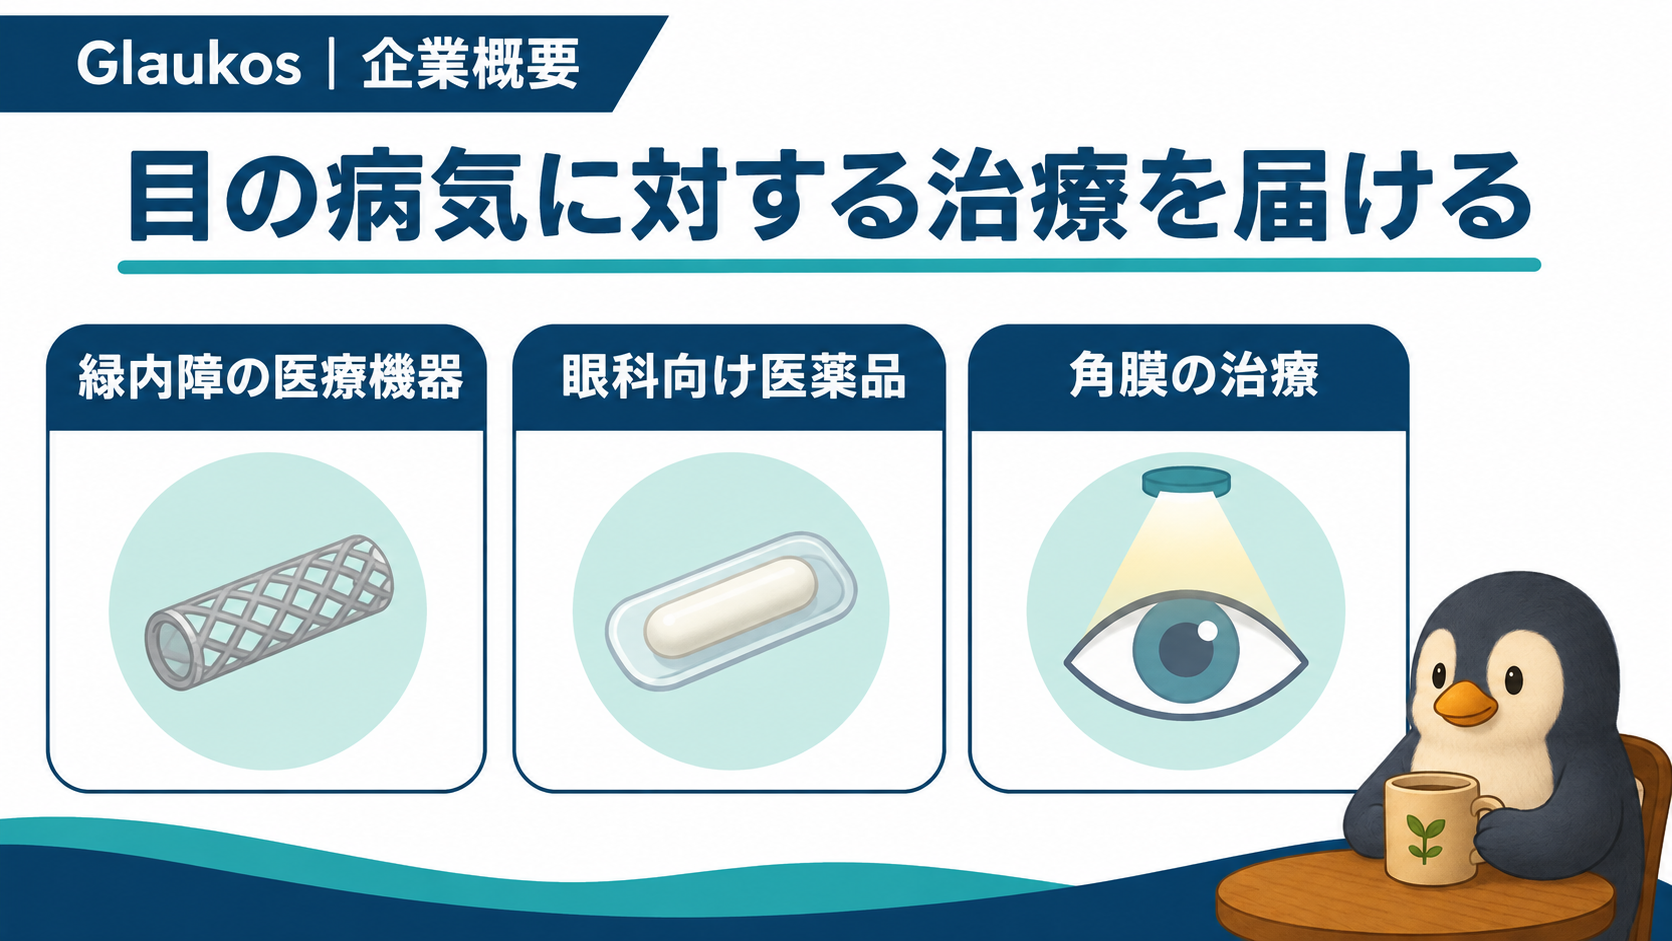 Glaukos｜企業概要
目の病気に対する治療を届ける
緑内障の医療機器
眼科向け医薬品
角膜の治療